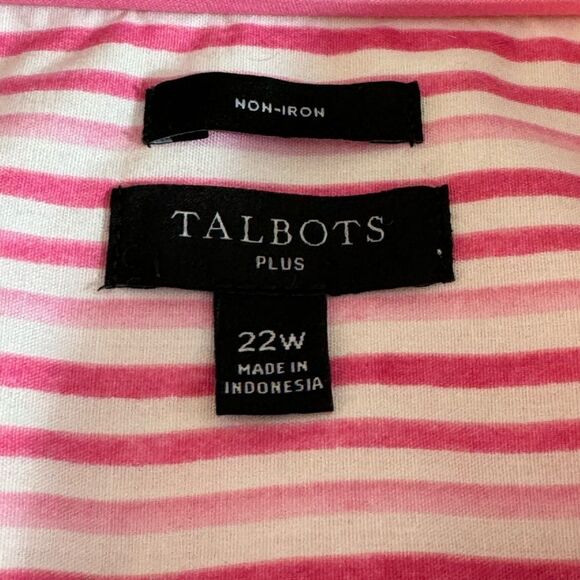 NON-IRON
TALBOTS
PLUS
22W
MADE IN
INDONESIA